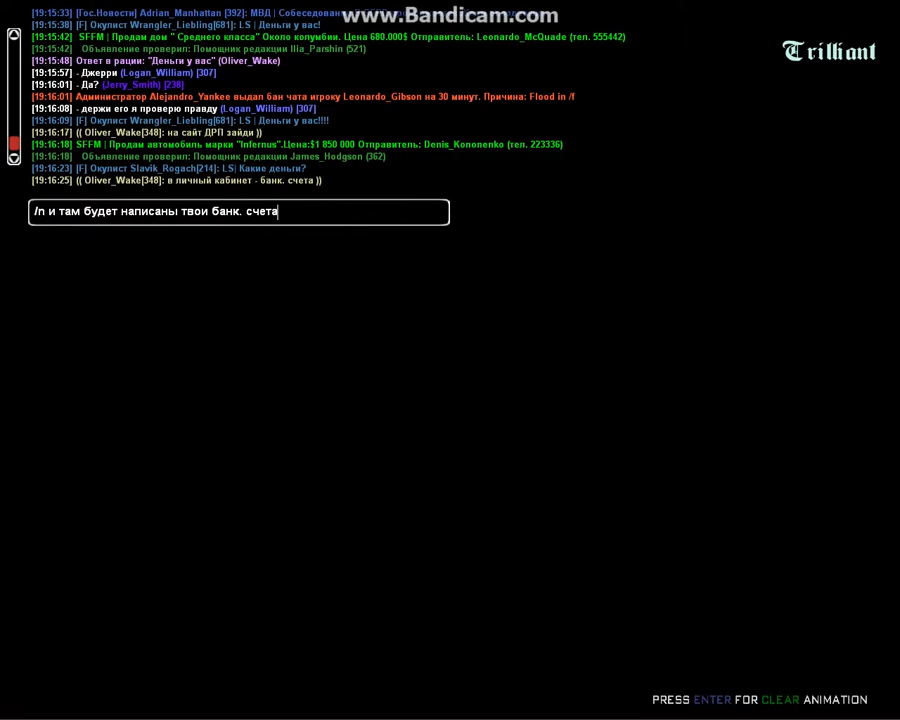 www.Bandicam.com
[19:15:33] [Гос.Новости] Adrian_Manhattan [392]: МВД | Собеседован
[19:15:38] [F] Окулист Wrangler_Liebling[681]: LS | Деньги у вас!
[19:15:42] SFFM | Продам дом " Среднего класса" Около колумбии. Цена 680.000$ Отправитель: Leonardo_McQuade (тел. 555442)
[19:15:42] Объявление проверил: Помощник редакции Ilia_Parshin (521)
[19:15:48] Ответ в рации: "Деньги у вас" (Oliver_Wake)
[19:15:57] - Джерри (Logan_William) [307]
[19:16:01] - Да? (Jerry_Smith) [238]
[19:16:01] Администратор Alejandro_Yankee выдал бан чата игроку Leonardo_Gibson на 30 минут. Причина: Flood in /f
[19:16:08] - держи его я проверю правду (Logan_William) [307]
[19:16:09] [F] Окулист Wrangler_Liebling[681]: LS | Деньги у вас!!!!
[19:16:17] (( Oliver_Wake[348]: на сайт ДРП зайди ))
[19:16:18] SFFM | Продам автомобиль марки "Infernus".Цена:$1 850 000 Отправитель: Denis_Kononenko (тел. 223336)
[19:16:18] Объявление проверил: Помощник редакции James_Hodgson (362)
[19:16:23] [F] Окулист Slavik_Rogach[214]: LS| Какие деньги?
[19:16:25] (( Oliver_Wake[348]: в личный кабинет - банк. счета ))
/n и там будет написаны твои банк. счета
Trilliant
PRESS ENTER FOR CLEAR ANIMATION